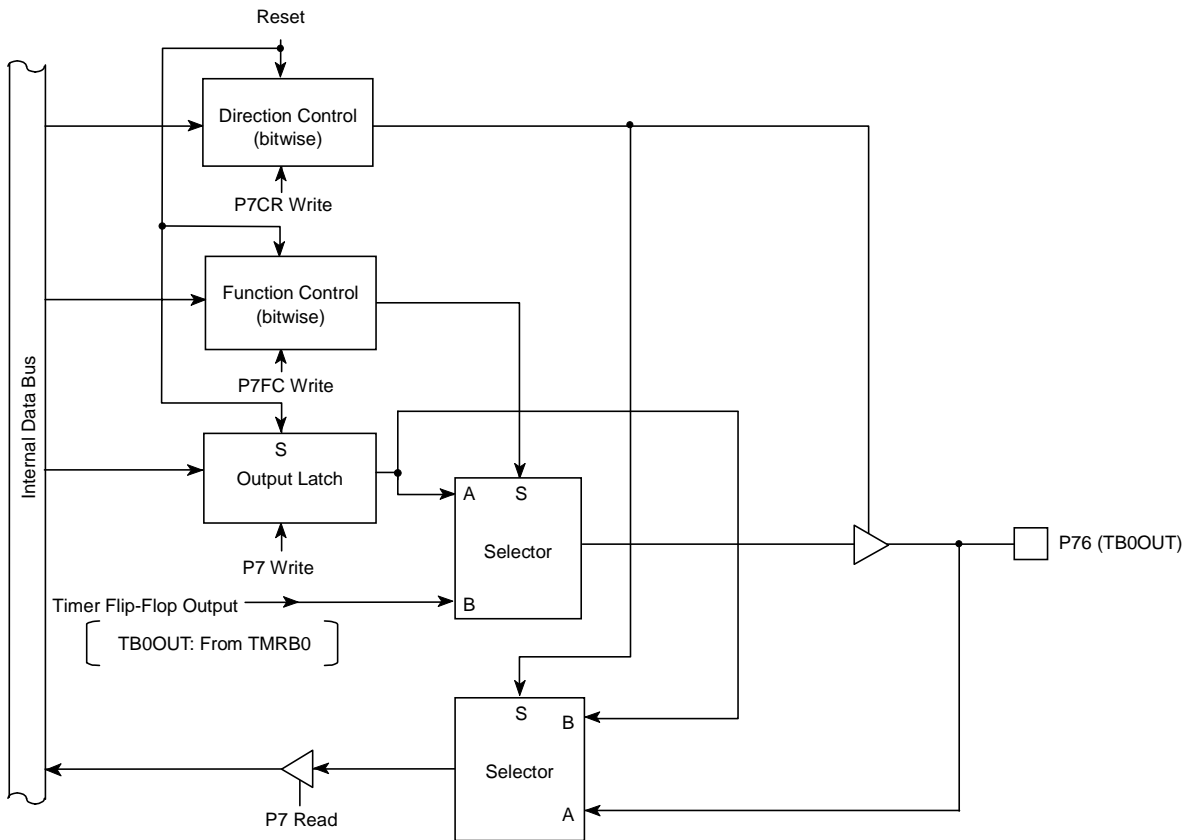 Reset
Direction Control
(bitwise)
P7CR Write
Function Control
(bitwise)
P7FC Write
Internal Data Bus
S
Output Latch
P7 Write
A
S
Selector
B
P76 (TB0OUT)
Timer Flip-Flop Output
TB0OUT: From TMRB0
S
B
Selector
A
P7 Read